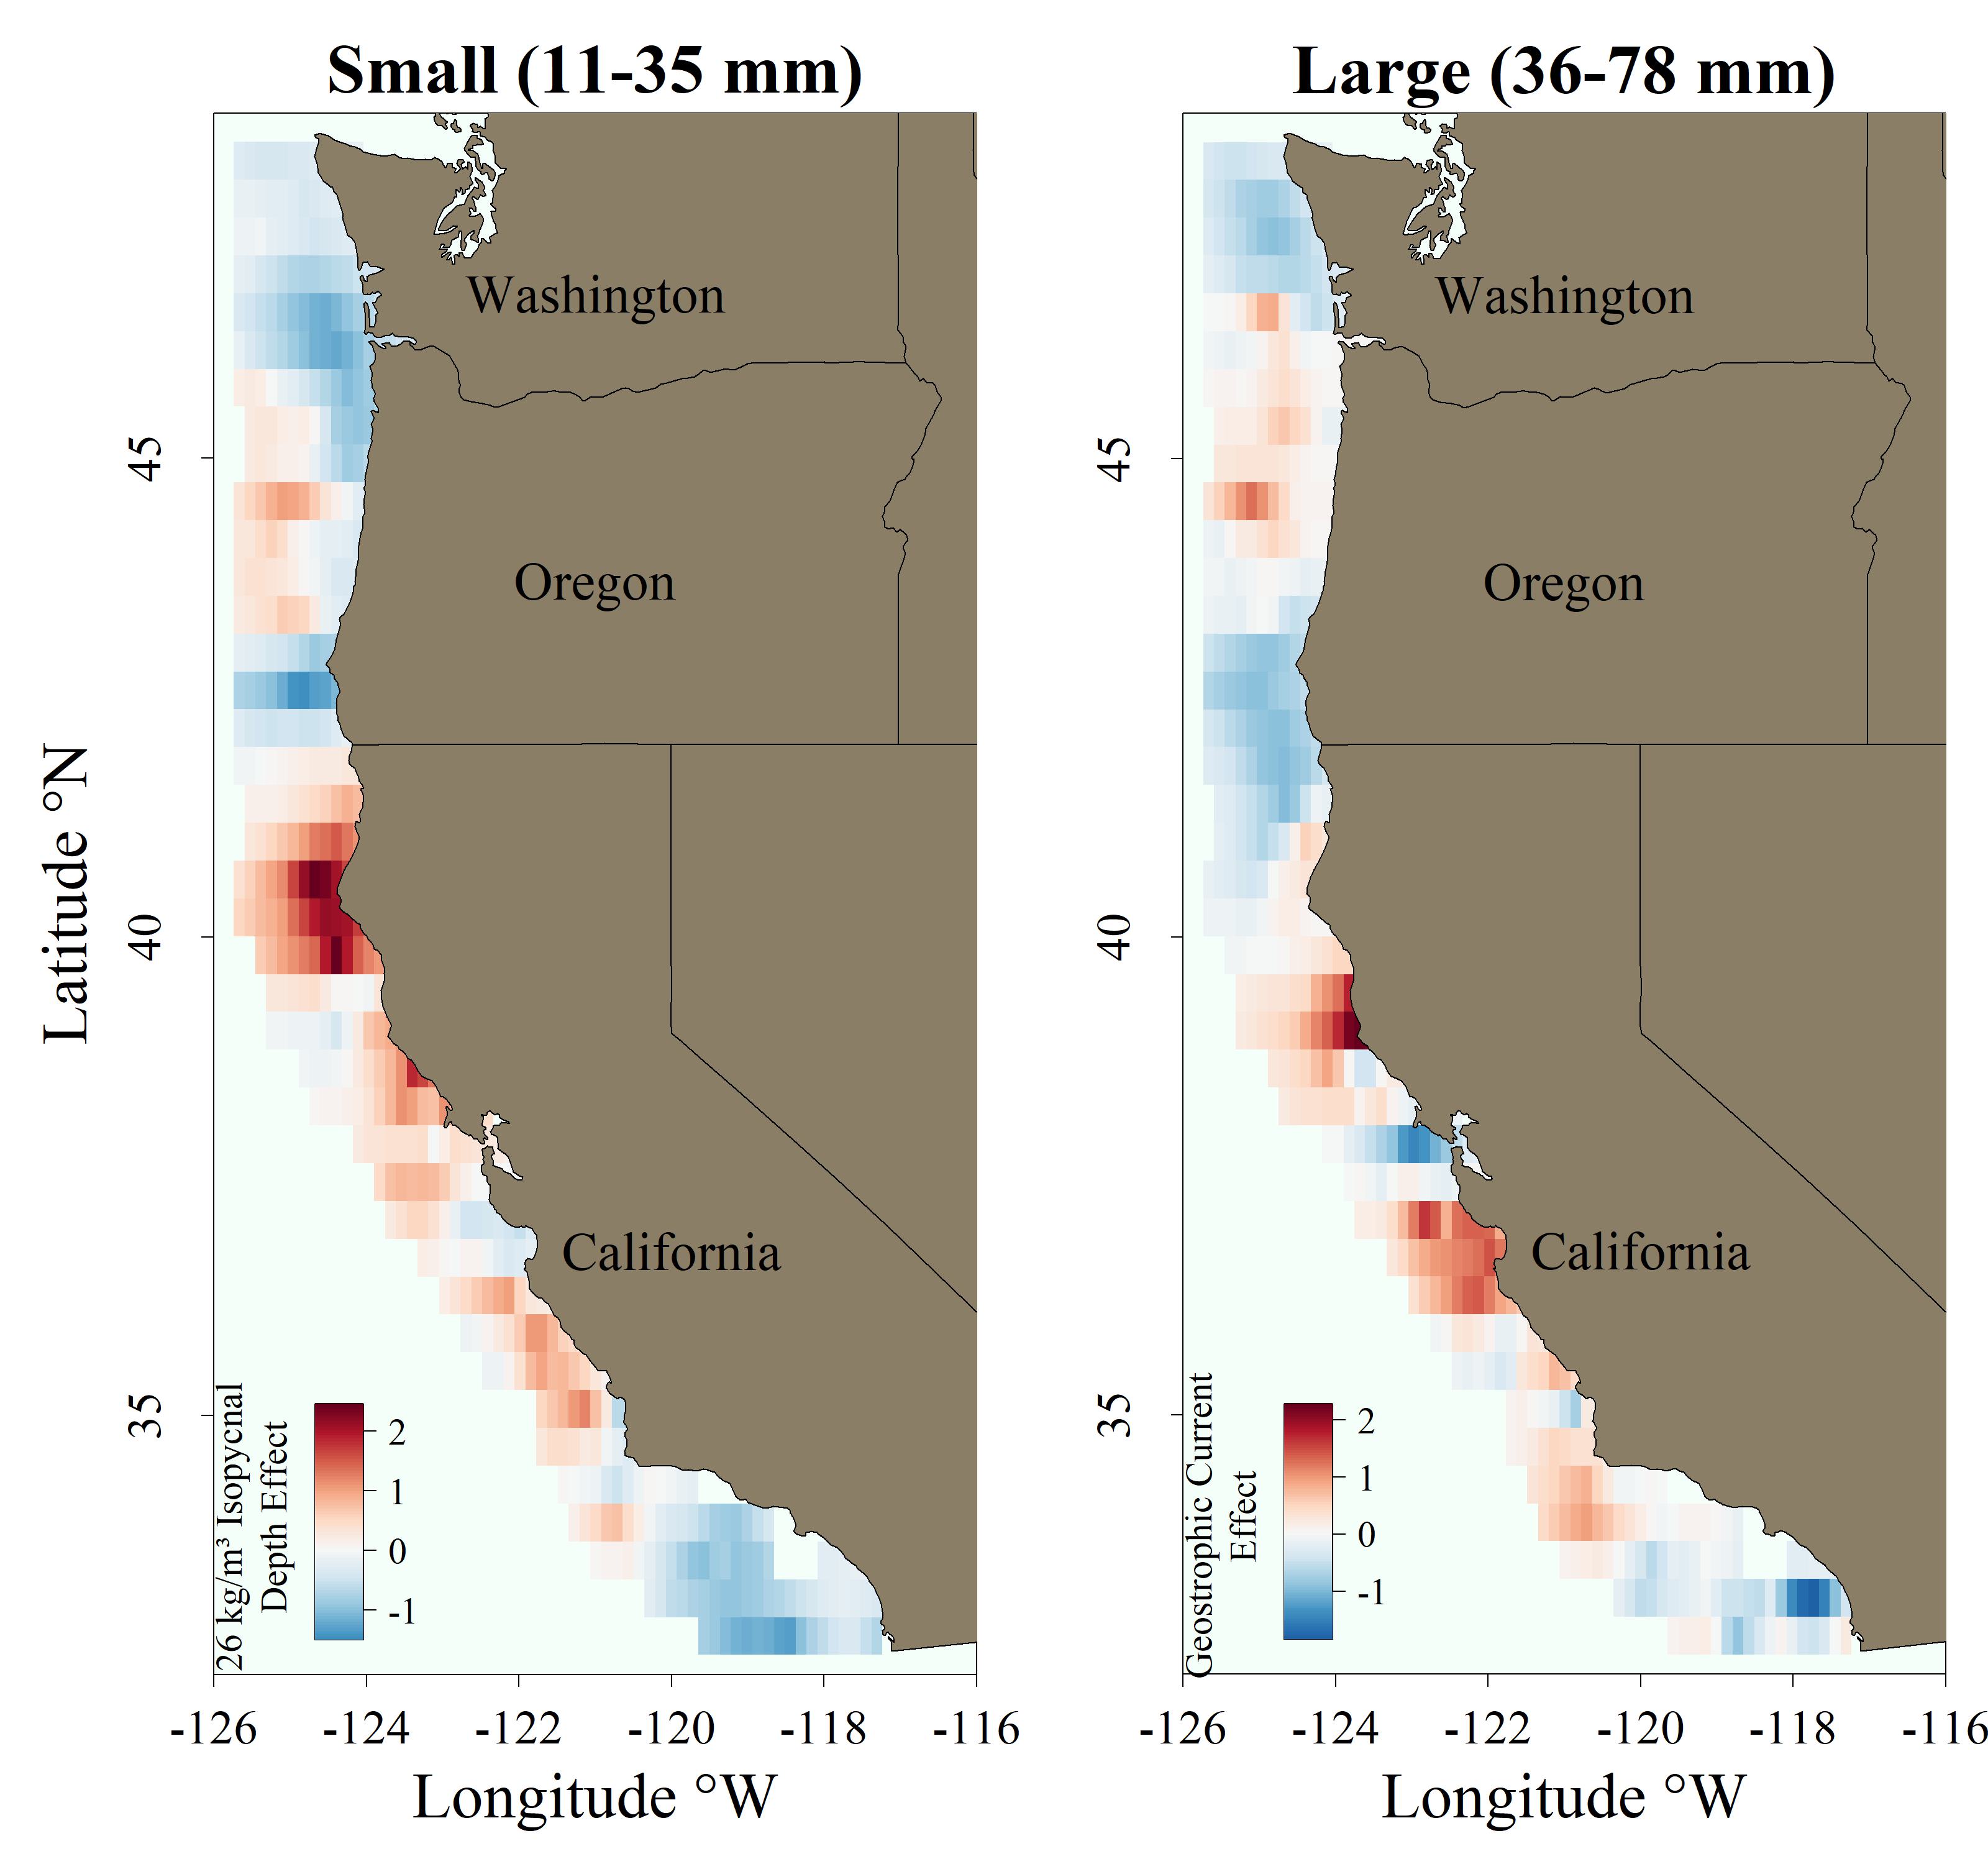 Small (11-35 mm)
Large (36-78 mm)
Latitude °N
45
40
35
Washington
Oregon
California
26 kg/m³ Isopycnal
Depth Effect
2
1
0
-1
-126
-124
-122
-120
-118
-116
Longitude °W
45
40
35
Washington
Oregon
California
Geostrophic Current
Effect
2
1
0
-1
-126
-124
-122
-120
-118
-116
Longitude °W